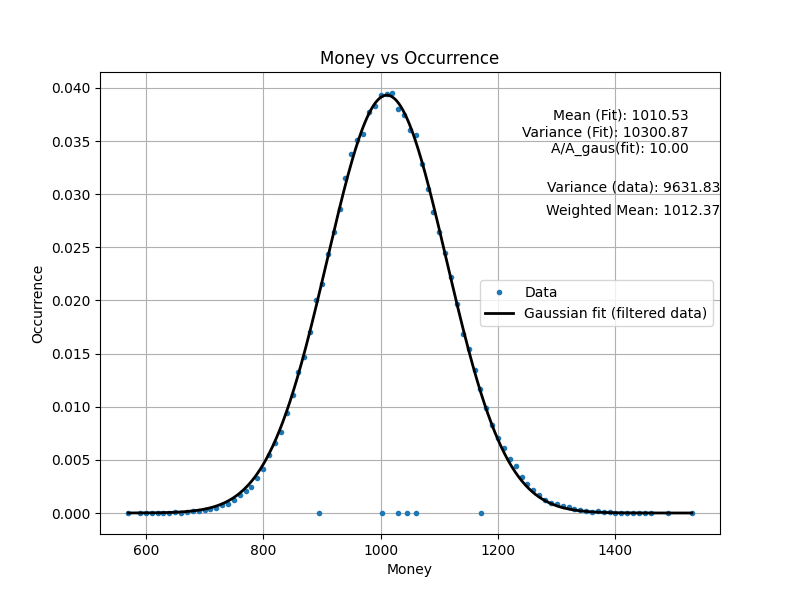 Money vs Occurrence
0.040
0.035
0.030
0.025
0.020
0.015
0.010
0.005
0.000
Occurrence
Mean (Fit): 1010.53
Variance (Fit): 10300.87
A/A_gaus(fit): 10.00
Variance (data): 9631.83
Weighted Mean: 1012.37
Data
Gaussian fit (filtered data)
600
800
1000
1200
1400
Money